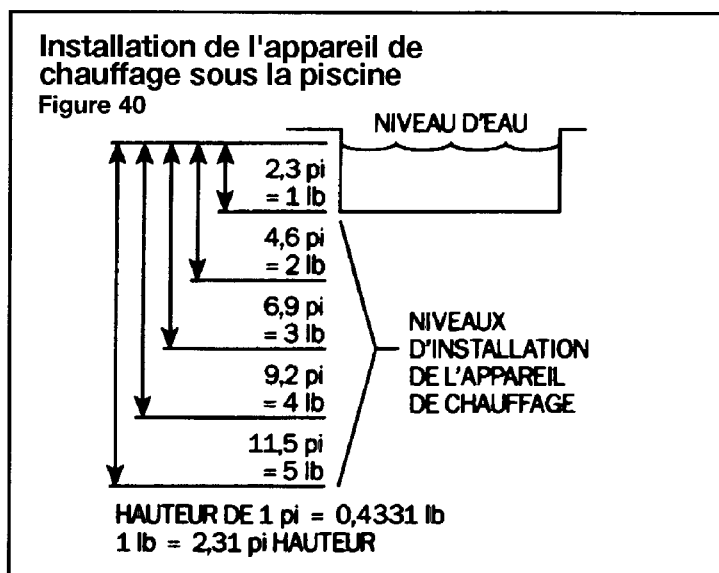 Installation de l'appareil de
chauffage sous la piscine
Figure 40
NIVEAU D'EAU
2,3 pi
= 1 lb
4,6 pi
= 2 lb
6,9 pi
= 3 lb
9,2 pi
= 4 lb
11,5 pi
= 5 lb
NIVEAUX
D'INSTALLATION
DE L'APPAREIL
DE CHAUFFAGE
HAUTEUR DE 1 pi = 0,4331 lb
1 lb = 2,31 pi HAUTEUR